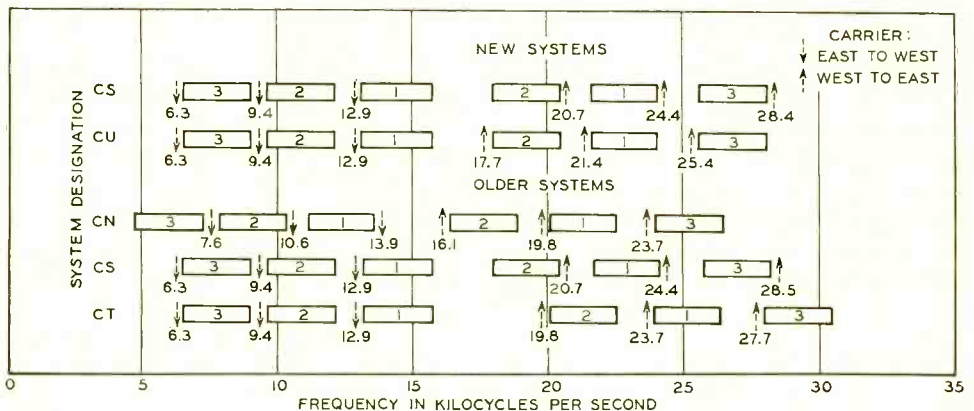 CARRIER:
EAST TO WEST
WEST TO EAST
NEW SYSTEMS
SYSTEM DESIGNATION
CS 3 2 1 2 1 3
6.3 9.4 12.9 20.7 24.4 28.4
CU 3 2 1 2 1 3
6.3 9.4 12.9 17.7 21.4 25.4
OLDER SYSTEMS
CN 3 2 1 2 1 3
7.6 10.6 13.9 16.1 19.8 23.7
CS 3 2 1 2 1 3
6.3 9.4 12.9 20.7 24.4 28.5
CT 3 2 1 2 1 3
6.3 9.4 12.9 19.8 23.7 27.7
0 5 10 15 20 25 30 35
FREQUENCY IN KILOCYCLES PER SECOND